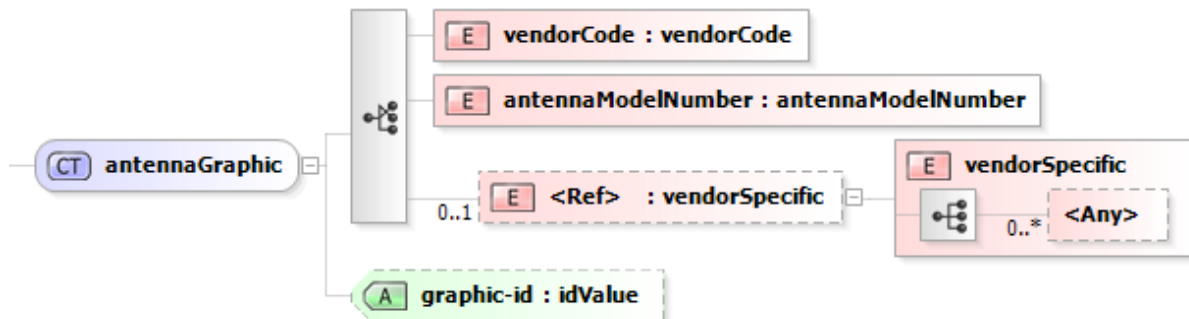 E vendorCode : vendorCode
E antennaModelNumber : antennaModelNumber
CT antennaGraphic
E vendorSpecific
0..1 E <Ref> : vendorSpecific
0..* <Any>
A graphic-id : idValue